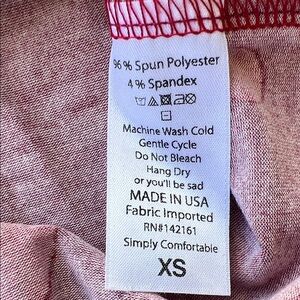 96% Spun Polyester
4% Spandex
Machine Wash Cold
Gentle Cycle
Do Not Bleach
Hang Dry
or you'll be sad
MADE IN USA
Fabric Imported
RN#142161
Simply Comfortable
XS